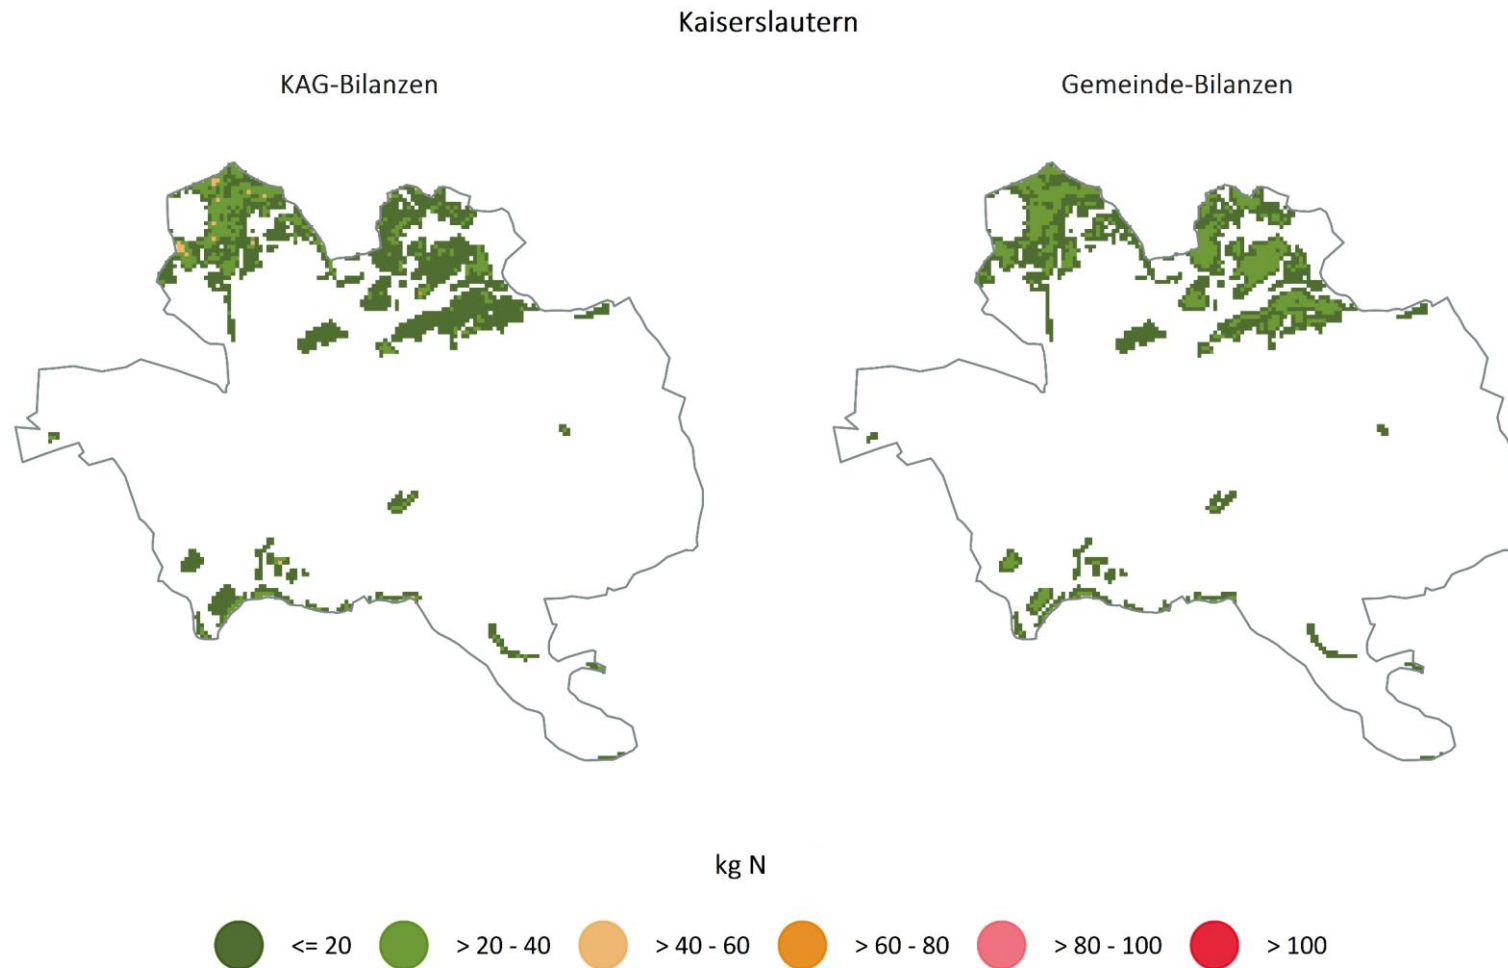 Kaiserslautern
KAG-Bilanzen
Gemeinde-Bilanzen
kg N
<= 20
> 20 - 40
> 40 - 60
> 60 - 80
> 80 - 100
> 100